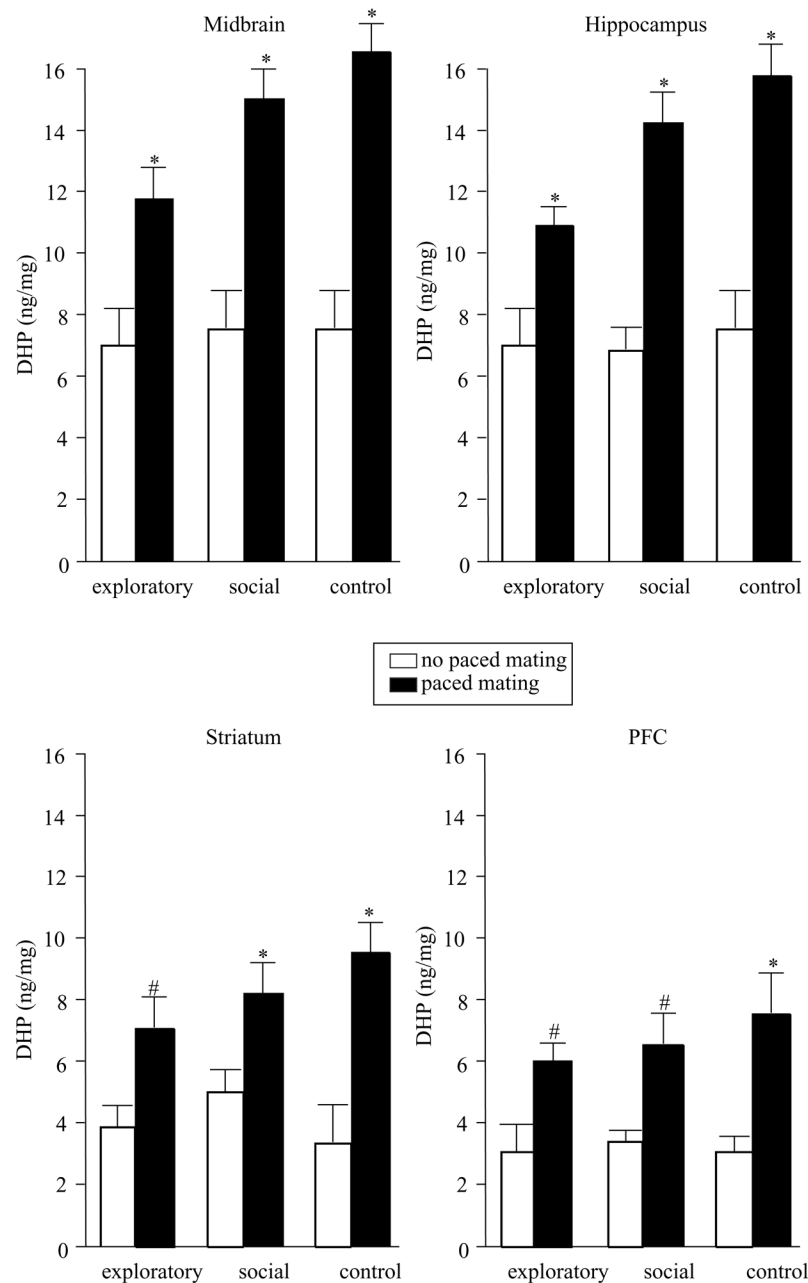 Midbrain
*
*
*
16
14
12
10
8
6
4
2
0
DHP (ng/mg)
exploratory
social
control
Hippocampus
*
*
*
16
14
12
10
8
6
4
2
0
DHP (ng/mg)
exploratory
social
control
no paced mating
paced mating
Striatum
#
*
*
16
14
12
10
8
6
4
2
0
DHP (ng/mg)
exploratory
social
control
PFC
#
#
*
16
14
12
10
8
6
4
2
0
DHP (ng/mg)
exploratory
social
control